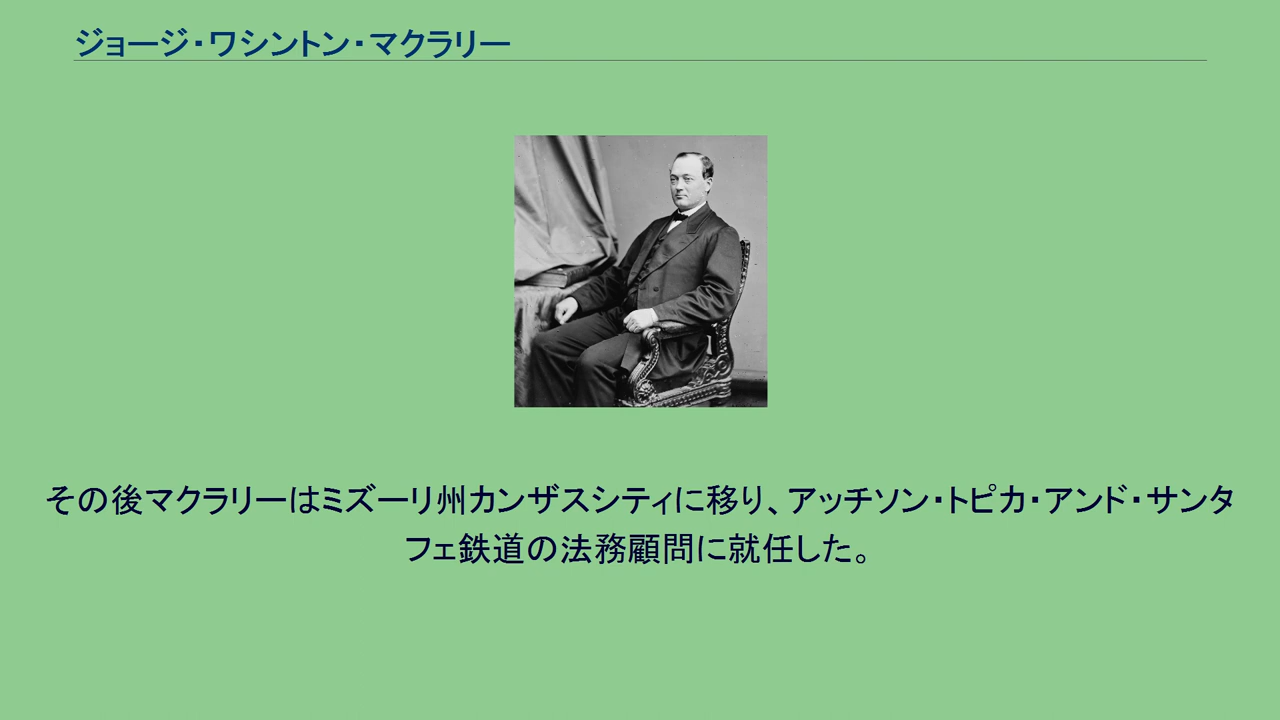 ジョージ・ワシントン・マクラリー
その後マクラリーはミズーリ州カンザスシティに移り、アッチソン・トピカ・アンド・サンタ
フェ鉄道の法務顧問に就任した。